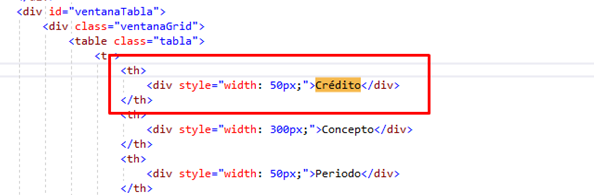 <div id="ventanaTabla">
<div class="ventanaGrid">
<table class="tabla">
<th>
<div style="width: 50px;">Crédito</div>
</th>
<th>
<div style="width: 300px;">Concepto</div>
</th>
<th>
<div style="width: 50px;">Periodo</div>
</th>